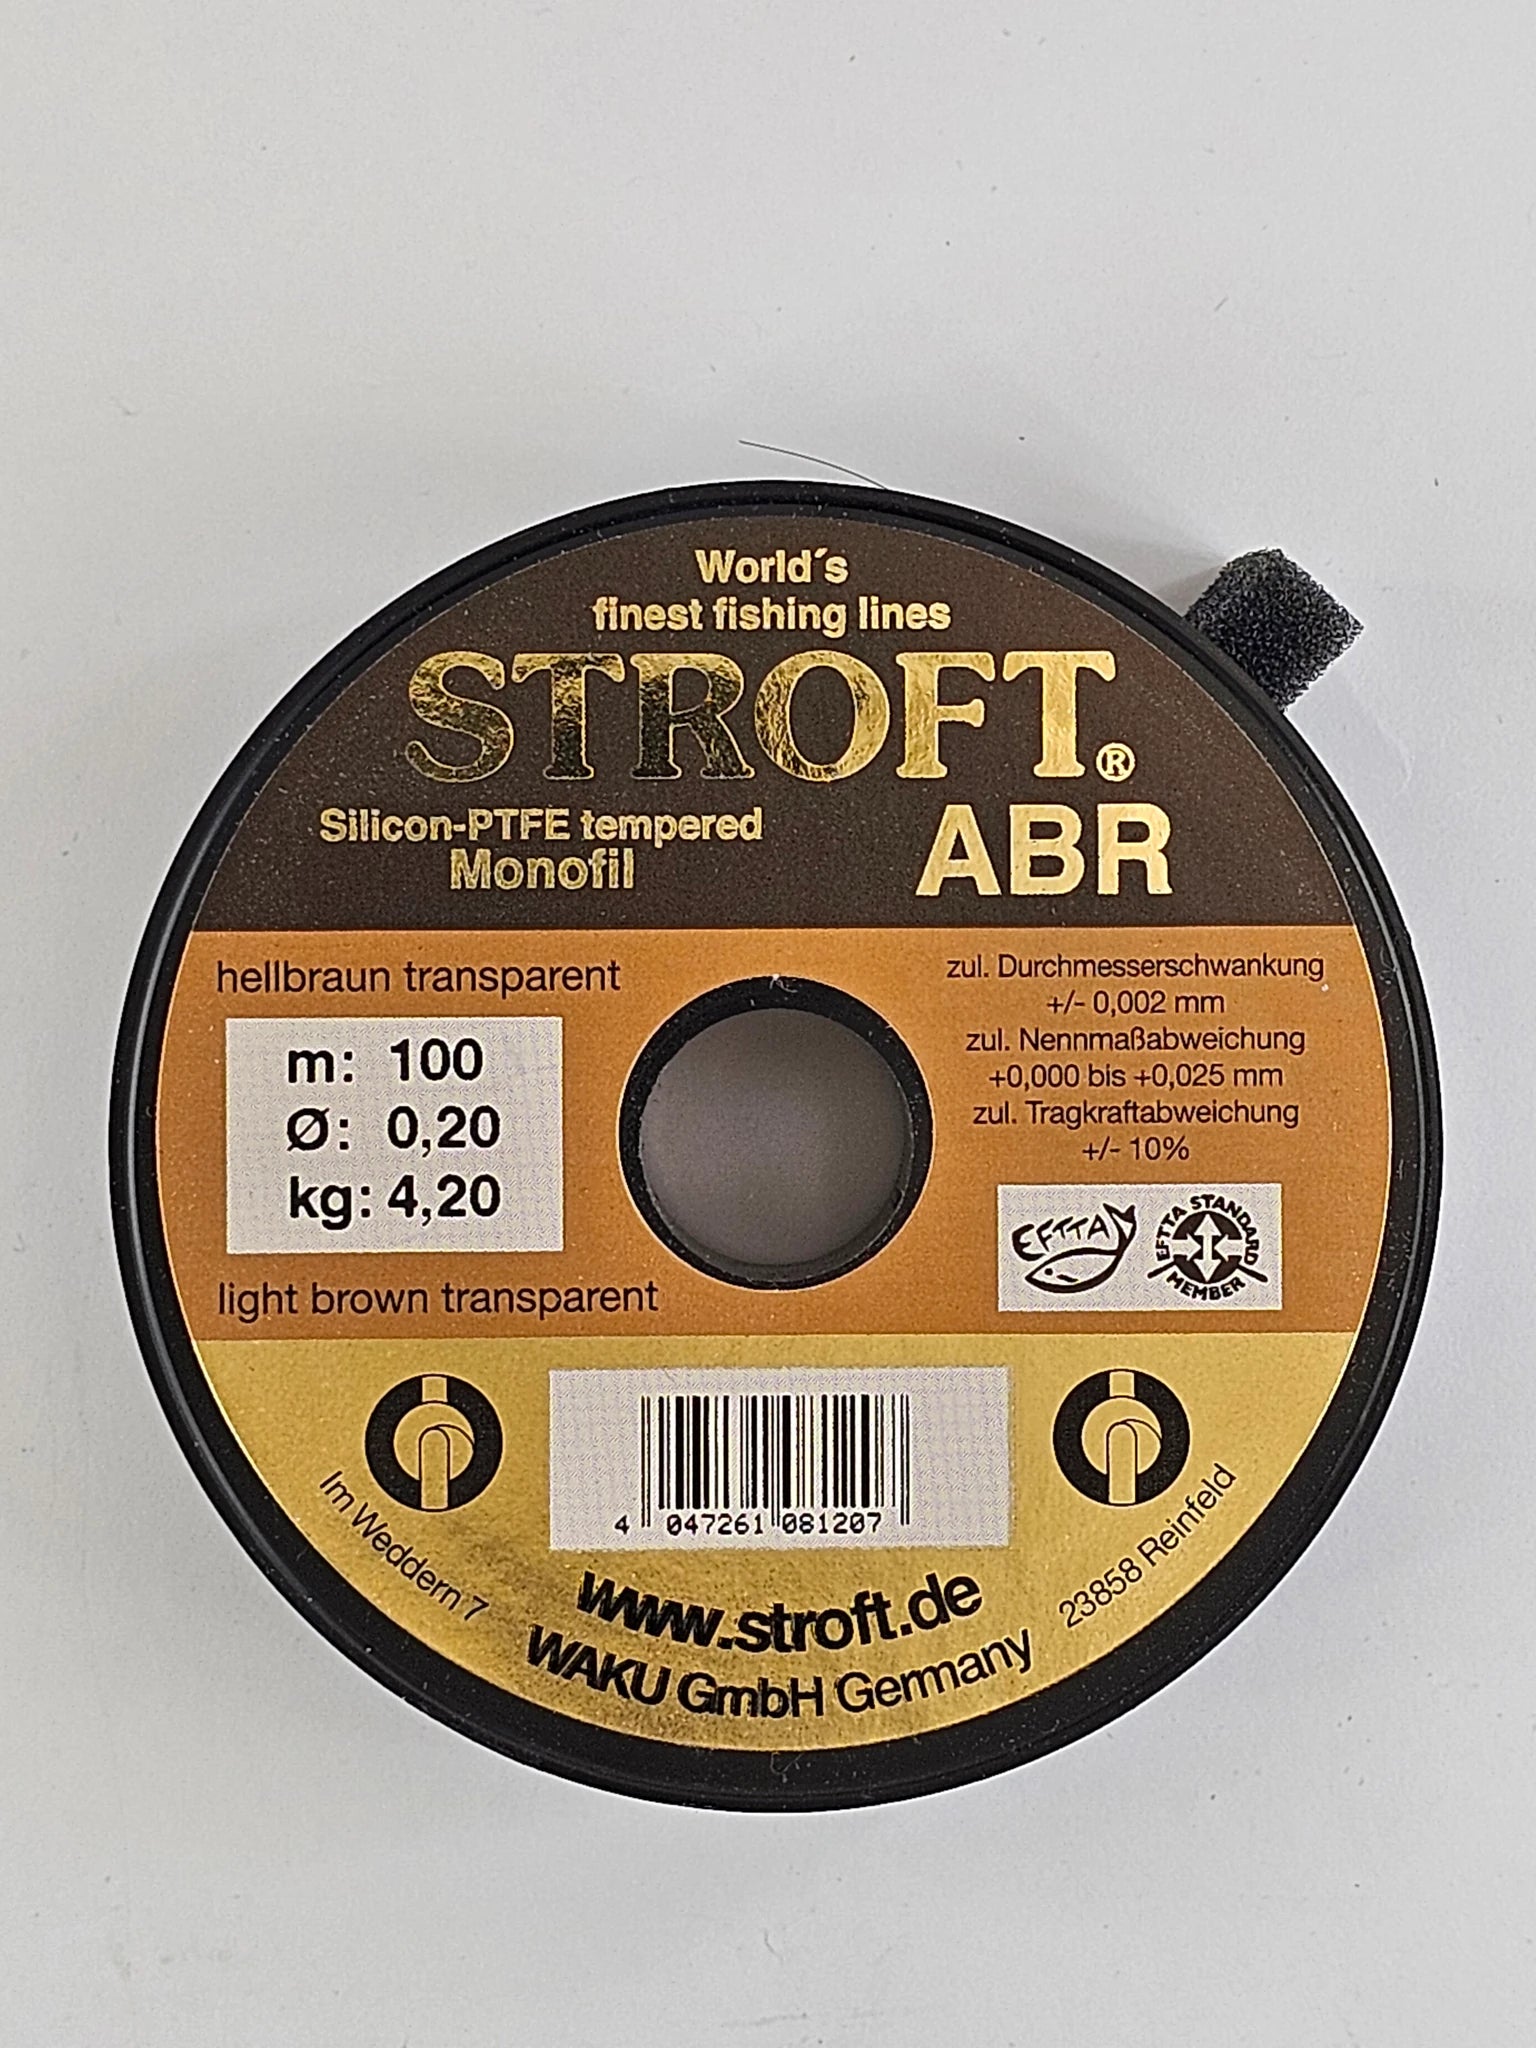 World´s
finest fishing lines
STROFT®
Silicon-PTFE tempered
Monofil
ABR
hellbraun transparent
m: 100
Ø: 0,20
kg: 4,20
light brown transparent
zul. Durchmesserschwankung
+/- 0,002 mm
zul. Nennmaßabweichung
+0,000 bis +0,025 mm
zul. Tragkraftabweichung
+/- 10%
EFTTA
EFTTA STANDARD
MEMBER
4 047261 081207
Im Weddern 7
23858 Reinfeld
www.stroft.de
WAKU GmbH Germany